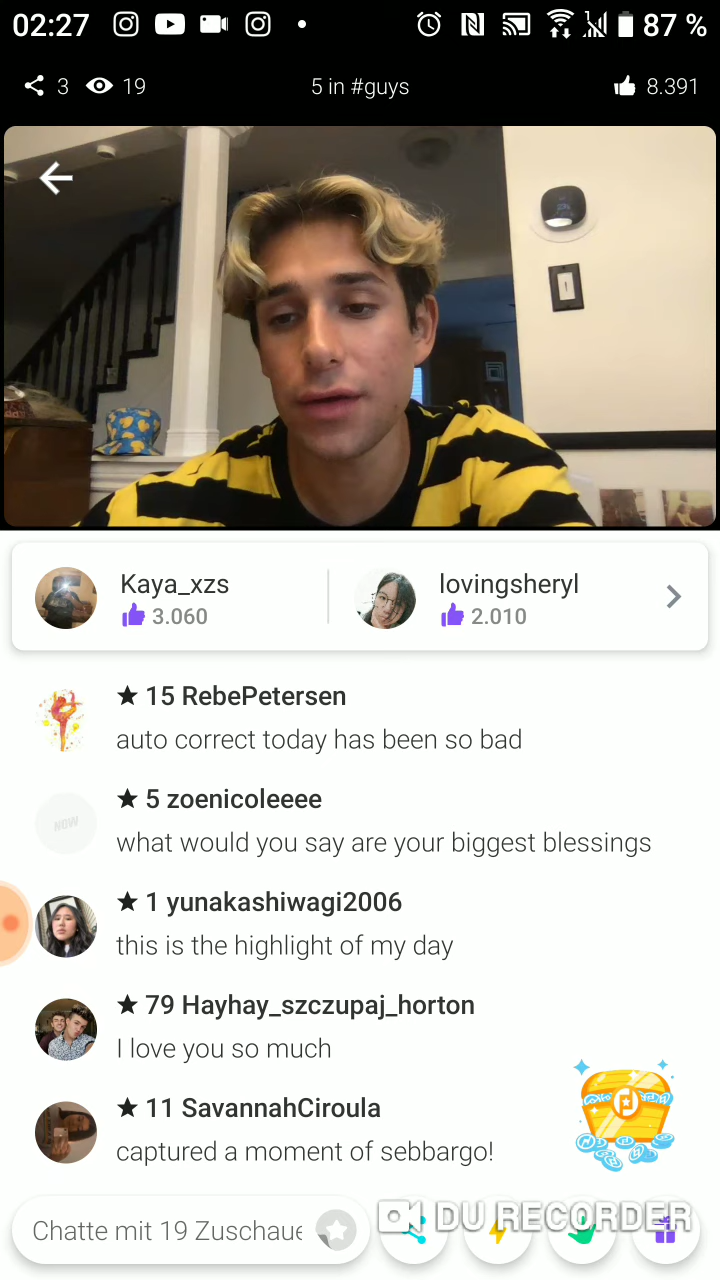 02:27
87 %
3
19
5 in #guys
8.391
Kaya_xzs
3.060
lovingsheryl
2.010
★ 15 RebePetersen
auto correct today has been so bad
★ 5 zoenicoleeee
NOW
what would you say are your biggest blessings
★ 1 yunakashiwagi2006
this is the highlight of my day
★ 79 Hayhay_szczupaj_horton
I love you so much
★ 11 SavannahCiroula
captured a moment of sebbargo!
Chatte mit 19 Zuschaue
DU RECORDER